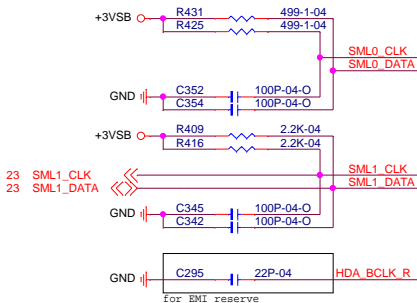 R431 499-1-04
+3VSB
R425 499-1-04
SML0_CLK
SML0_DATA
C352 100P-04-O
GND
C354 100P-04-O
R409 2.2K-04
+3VSB
R416 2.2K-04
23 SML1_CLK SML1_CLK
23 SML1_DATA SML1_DATA
C345 100P-04-O
GND
C342 100P-04-O
GND C295 22P-04 HDA_BCLK_R
for EMI reserve